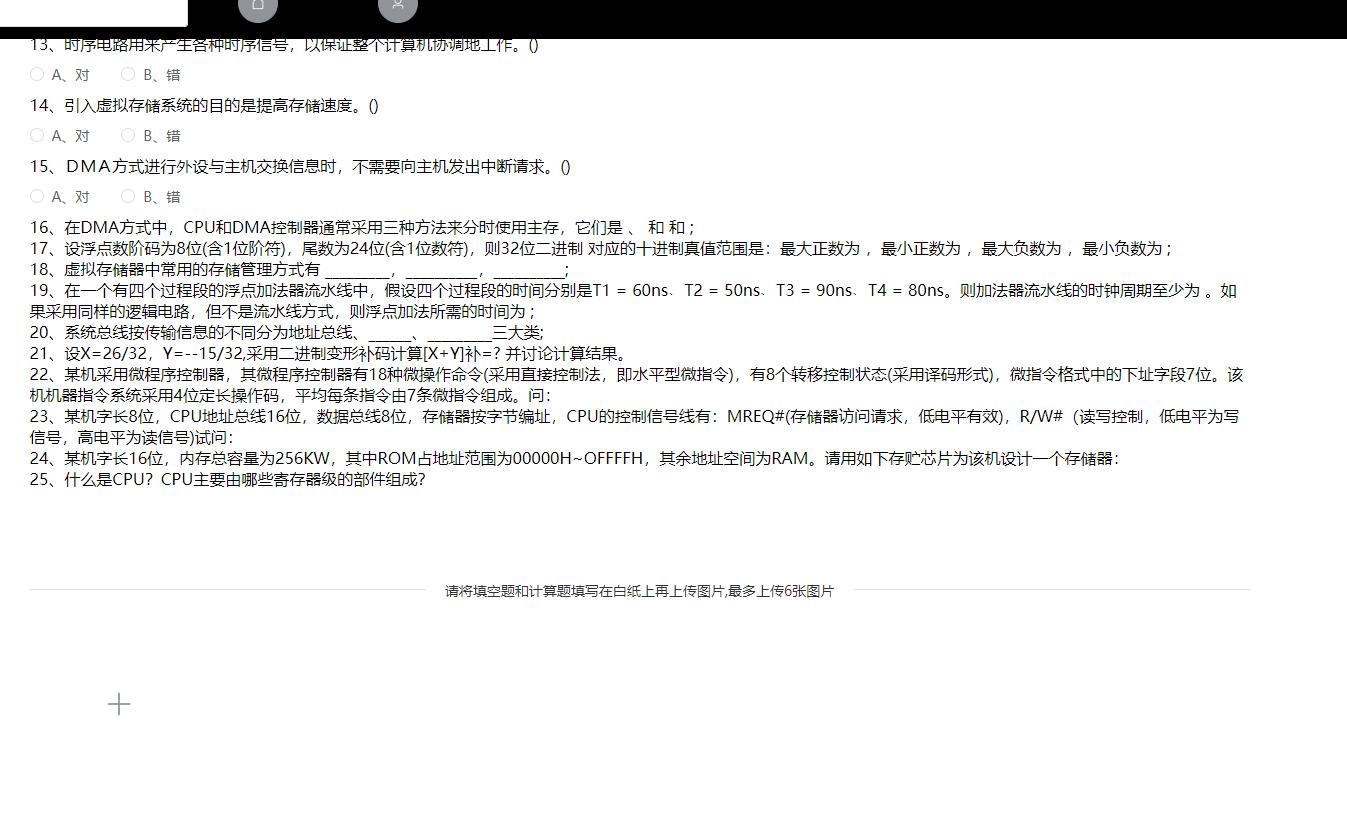 13、时序电路用来产生各种时序信号，以保证整个计算机协调地工作。()
A、对 B、错
14、引入虚拟存储系统的目的是提高存储速度。()
A、对 B、错
15、ＤＭＡ方式进行外设与主机交换信息时，不需要向主机发出中断请求。()
A、对 B、错
16、在DMA方式中，CPU和DMA控制器通常采用三种方法来分时使用主存，它们是 、 和 和 ;
17、设浮点数阶码为8位(含1位阶符)，尾数为24位(含1位数符)，则32位二进制 对应的十进制真值范围是：最大正数为 ，最小正数为 ，最大负数为 ，最小负数为 ;
18、虚拟存储器中常用的存储管理方式有 _________，__________，__________;
19、在一个有四个过程段的浮点加法器流水线中，假设四个过程段的时间分别是T1 = 60ns、T2 = 50ns、T3 = 90ns、T4 = 80ns。则加法器流水线的时钟周期至少为 。如
果采用同样的逻辑电路，但不是流水线方式，则浮点加法所需的时间为 ;
20、系统总线按传输信息的不同分为地址总线、______、_________三大类;
21、设X=26/32，Y=--15/32,采用二进制变形补码计算[X+Y]补=? 并讨论计算结果。
22、某机采用微程序控制器，其微程序控制器有18种微操作命令(采用直接控制法，即水平型微指令)，有8个转移控制状态(采用译码形式)，微指令格式中的下址字段7位。该
机机器指令系统采用4位定长操作码，平均每条指令由7条微指令组成。问：
23、某机字长8位，CPU地址总线16位，数据总线8位，存储器按字节编址，CPU的控制信号线有：MREQ#(存储器访问请求，低电平有效)，R/W#（读写控制，低电平为写
信号，高电平为读信号)试问：
24、某机字长16位，内存总容量为256KW，其中ROM占地址范围为00000H~OFFFFH，其余地址空间为RAM。请用如下存贮芯片为该机设计一个存储器：
25、什么是CPU？CPU主要由哪些寄存器级的部件组成？
请将填空题和计算题填写在白纸上再上传图片,最多上传6张图片